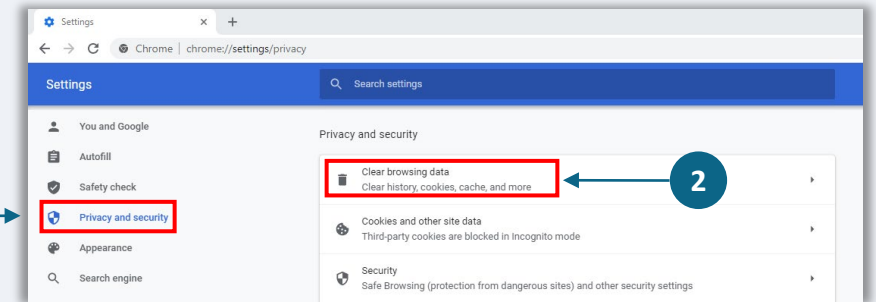 Settings
Chrome | chrome://settings/privacy
Settings
Search settings
You and Google
Autofill
Safety check
Privacy and security
Appearance
Search engine
Privacy and security
Clear browsing data
Clear history, cookies, cache, and more
2
Cookies and other site data
Third-party cookies are blocked in Incognito mode
Security
Safe Browsing (protection from dangerous sites) and other security settings